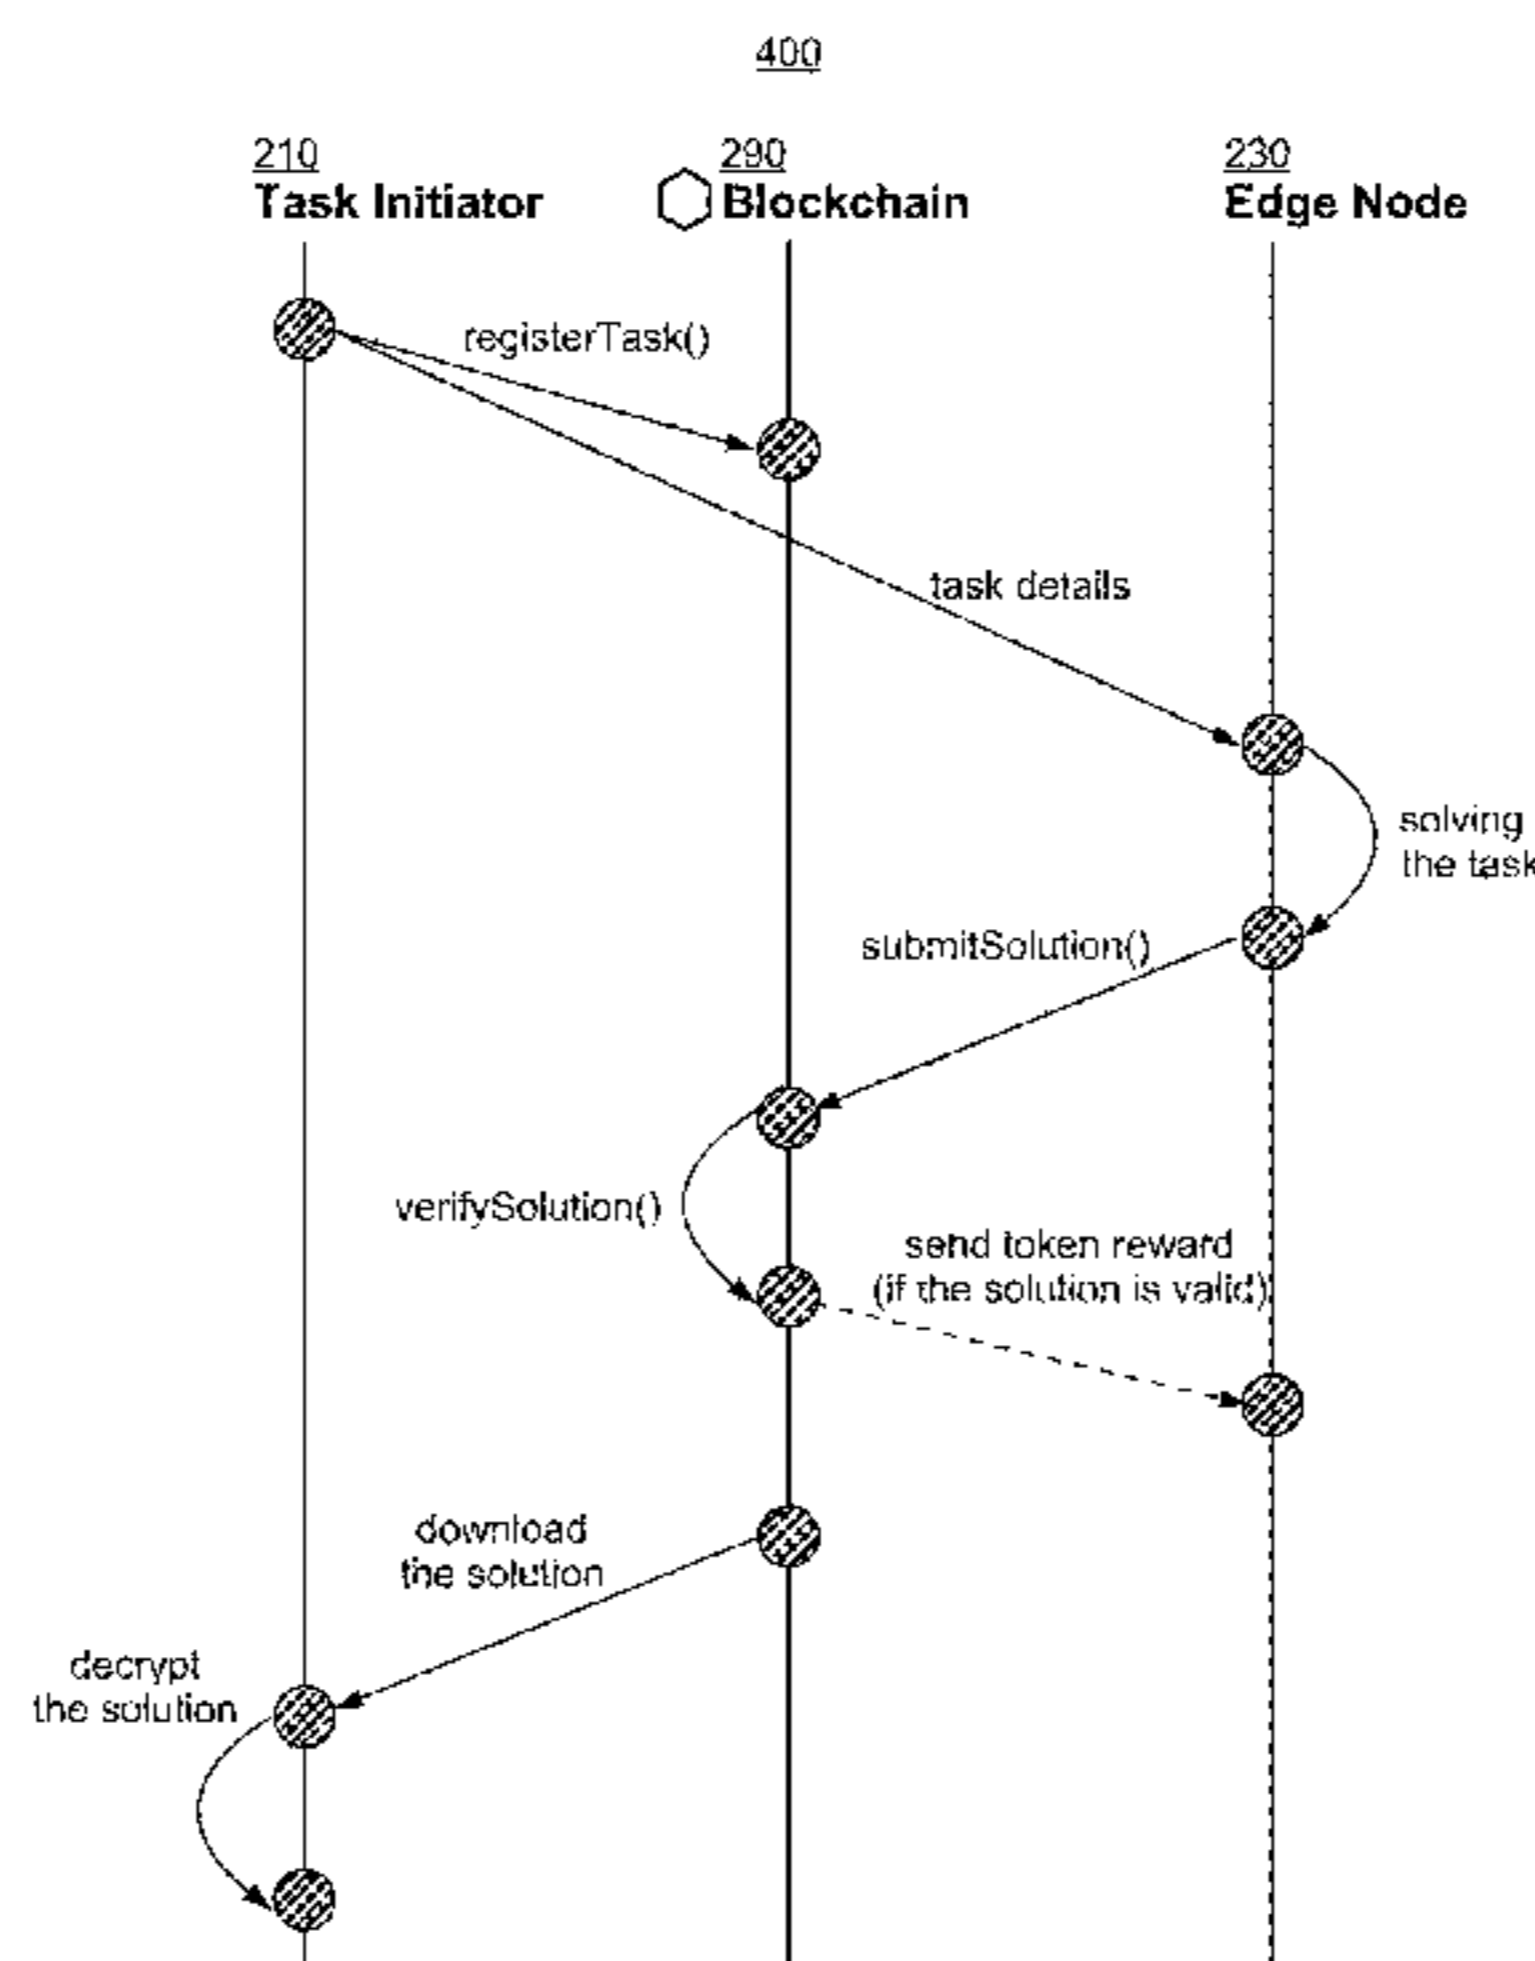 400
210
290
230
Task Initiator
Blockchain
Edge Node
registerTask()
task details
solving
the task
submitSolution()
verifySolution()
send token reward
(if the solution is valid)
download
the solution
decrypt
the solution